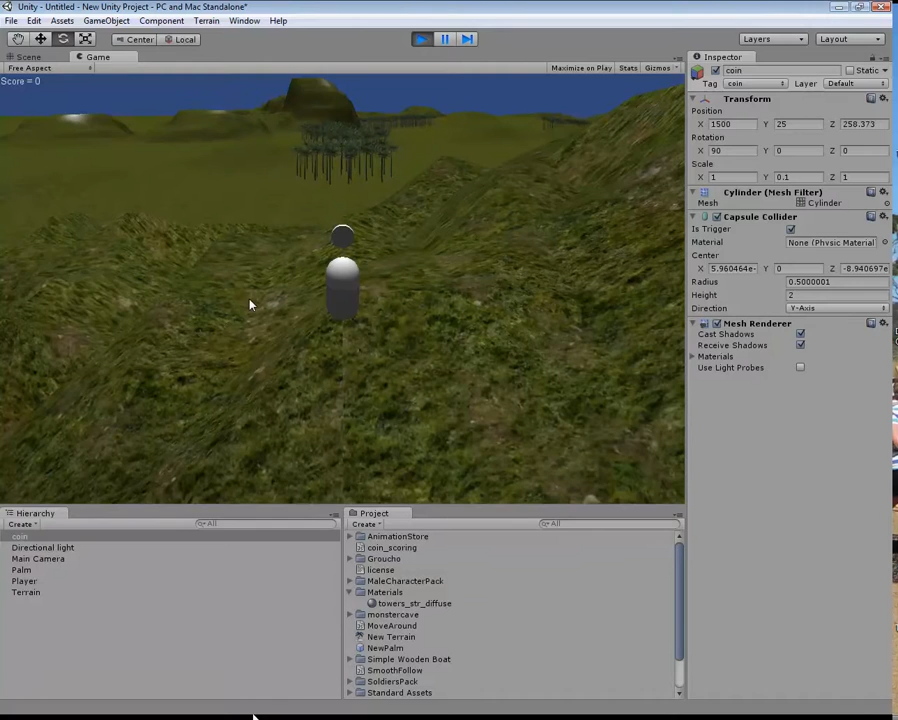 Unity - Untitled - New Unity Project - PC and Mac Standalone*
File Edit Assets GameObject Component Terrain Window Help
Center Local Layers Layout
Scene Game
Free Aspect Maximize on Play Stats Gizmos
Score = 0
Inspector
coin Static
Tag coin Layer Default
Transform
Position
X 1500 Y 25 Z 258.373
Rotation
X 90 Y 0 Z 0
Scale
X 1 Y 0.1 Z 1
Cylinder (Mesh Filter)
Mesh Cylinder
Capsule Collider
Is Trigger
Material None (Physic Material
Center
X 5.960464e- Y 0 Z -8.940697e
Radius 0.5000001
Height 2
Direction Y-Axis
Mesh Renderer
Cast Shadows
Receive Shadows
Materials
Use Light Probes
Hierarchy
Create All
coin
Directional light
Main Camera
Palm
Player
Terrain
Project
Create All
AnimationStore
coin_scoring
Groucho
license
MaleCharacterPack
Materials
towers_str_diffuse
monstercave
MoveAround
New Terrain
NewPalm
Simple Wooden Boat
SmoothFollow
SoldiersPack
Standard Assets